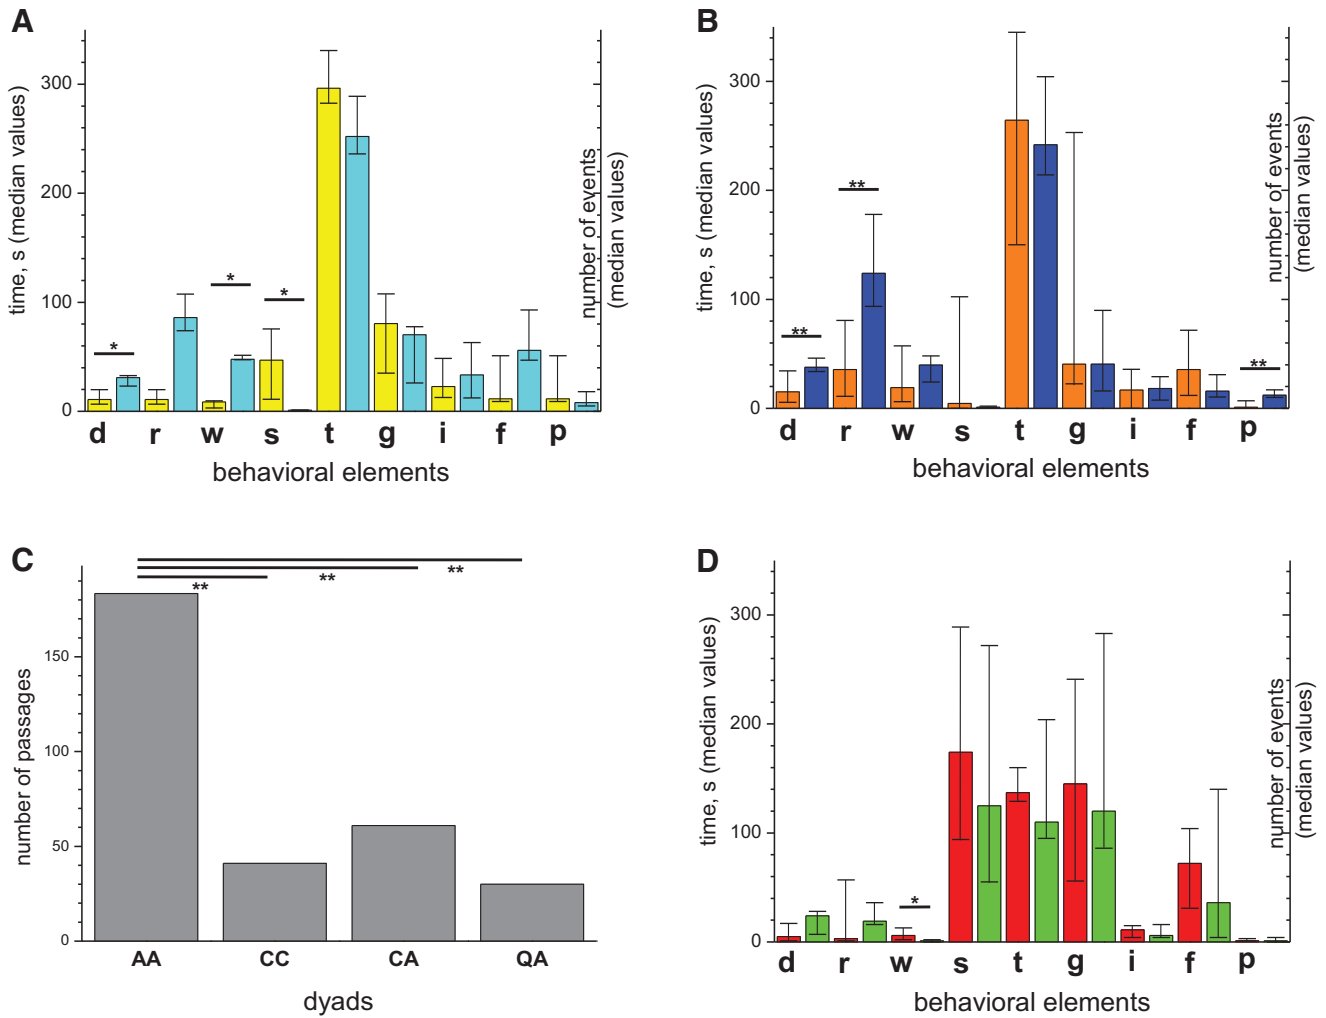 A
time, s (median values)
300
200
100
0
*
*
*
number of events
(median values)
d r w s t g i f p
behavioral elements
B
time, s (median values)
300
200
100
0
**
**
**
number of events
(median values)
d r w s t g i f p
behavioral elements
C
number of passages
150
100
50
0
**
**
**
AA CC CA QA
dyads
D
time, s (median values)
300
200
100
0
*
number of events
(median values)
d r w s t g i f p
behavioral elements